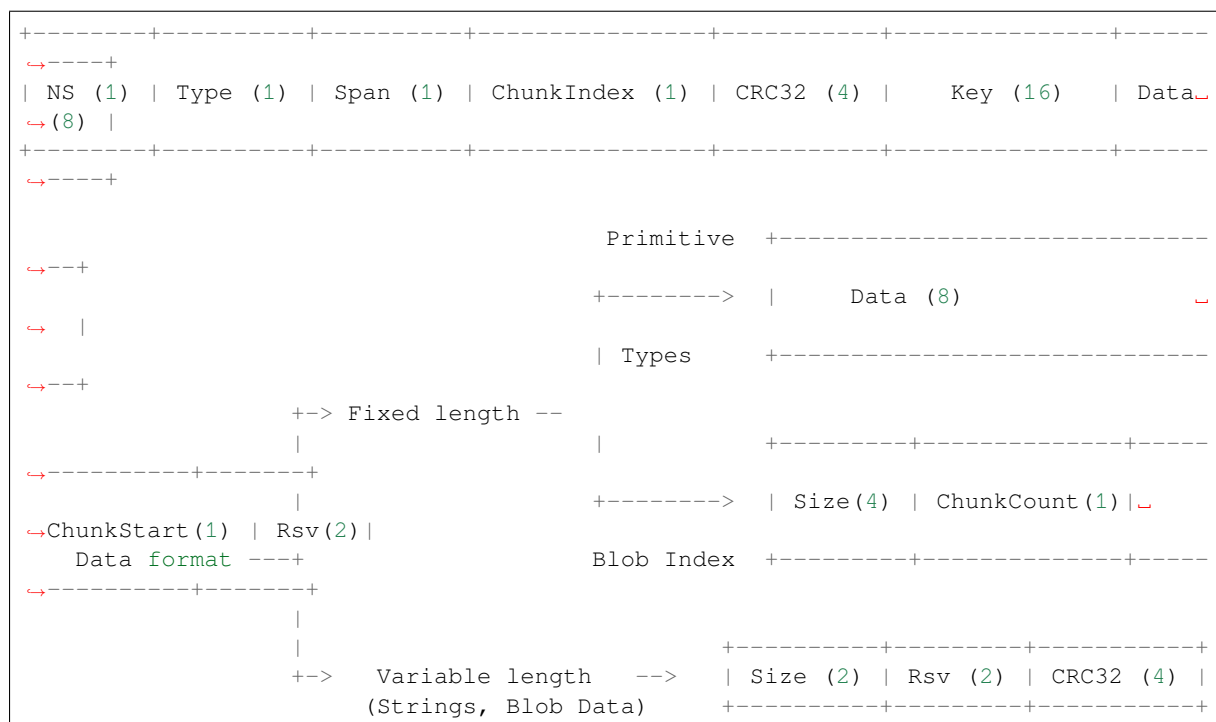 +--------+----------+----------+---------------+-----------+--------------+------
↪----+
| NS (1) | Type (1) | Span (1) | ChunkIndex (1) | CRC32 (4) |    Key (16)    | Data␣
↪(8) |
+--------+----------+----------+---------------+-----------+--------------+------
↪----+
Primitive  +------------------------------
↪--+
+-------->  |     Data (8)                ␣
↪  |
| Types     +------------------------------
↪--+
+-> Fixed length --
|                    |           +---------+--------------+-----
↪----------+-------+
|                    +-------->  | Size(4) | ChunkCount(1)|␣
↪ChunkStart(1) | Rsv(2)|
Data format ---+                    Blob Index  +---------+--------------+-----
↪----------+-------+
|
|                             +----------+---------+-----------+
+->   Variable length   -->   | Size (2) | Rsv (2) | CRC32 (4) |
(Strings, Blob Data)     +----------+---------+-----------+